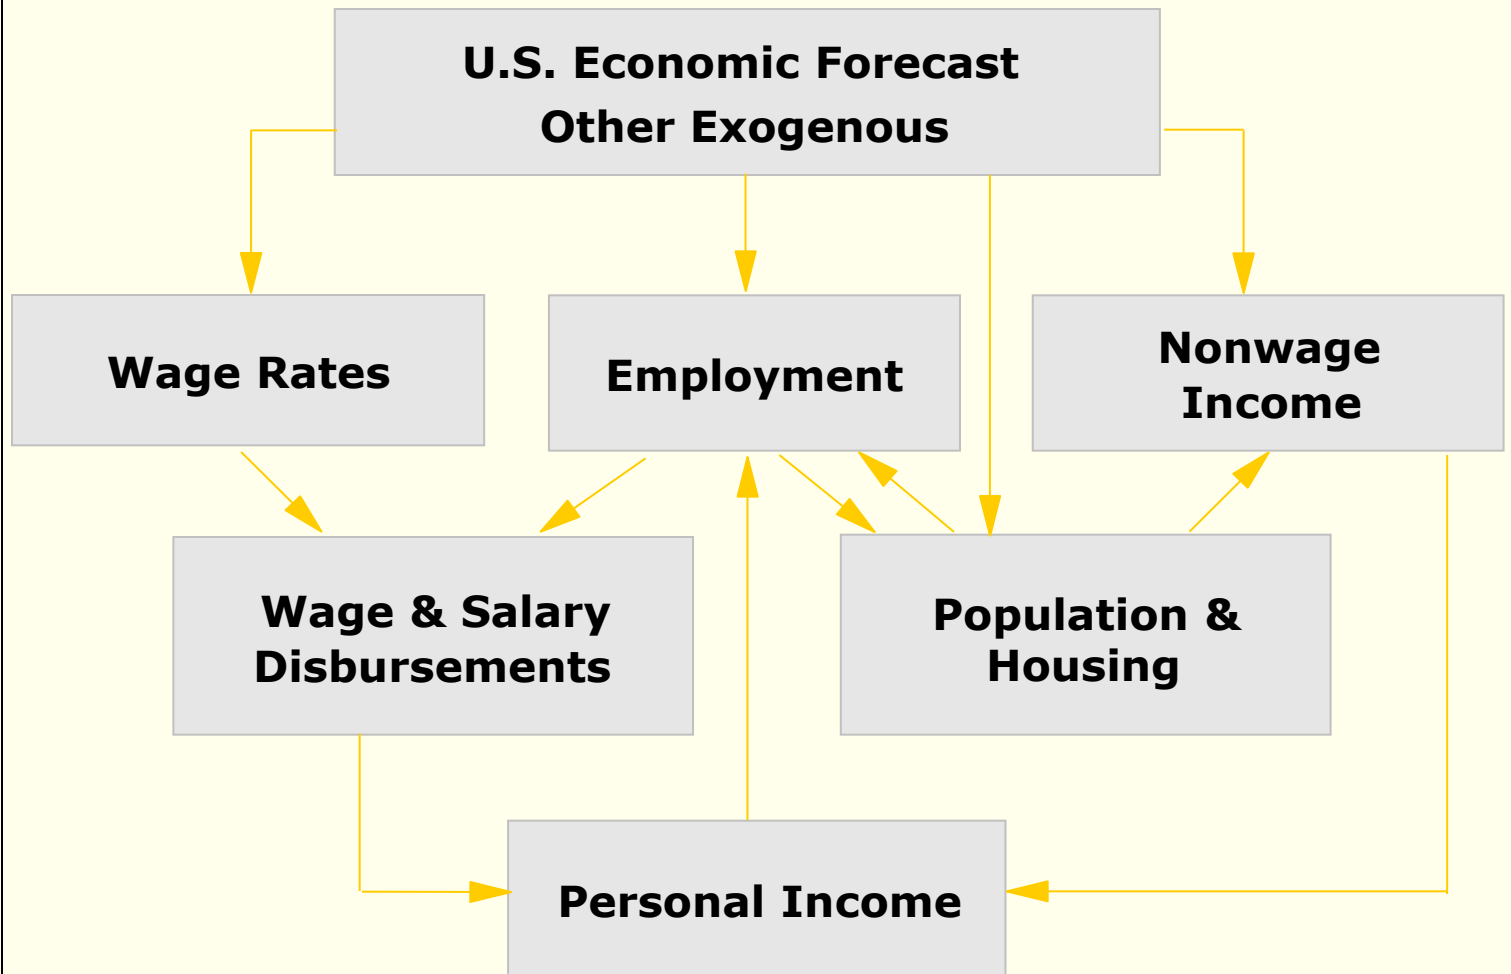 U.S. Economic Forecast
Other Exogenous
Wage Rates
Employment
Nonwage
Income
Wage & Salary
Disbursements
Population &
Housing
Personal Income